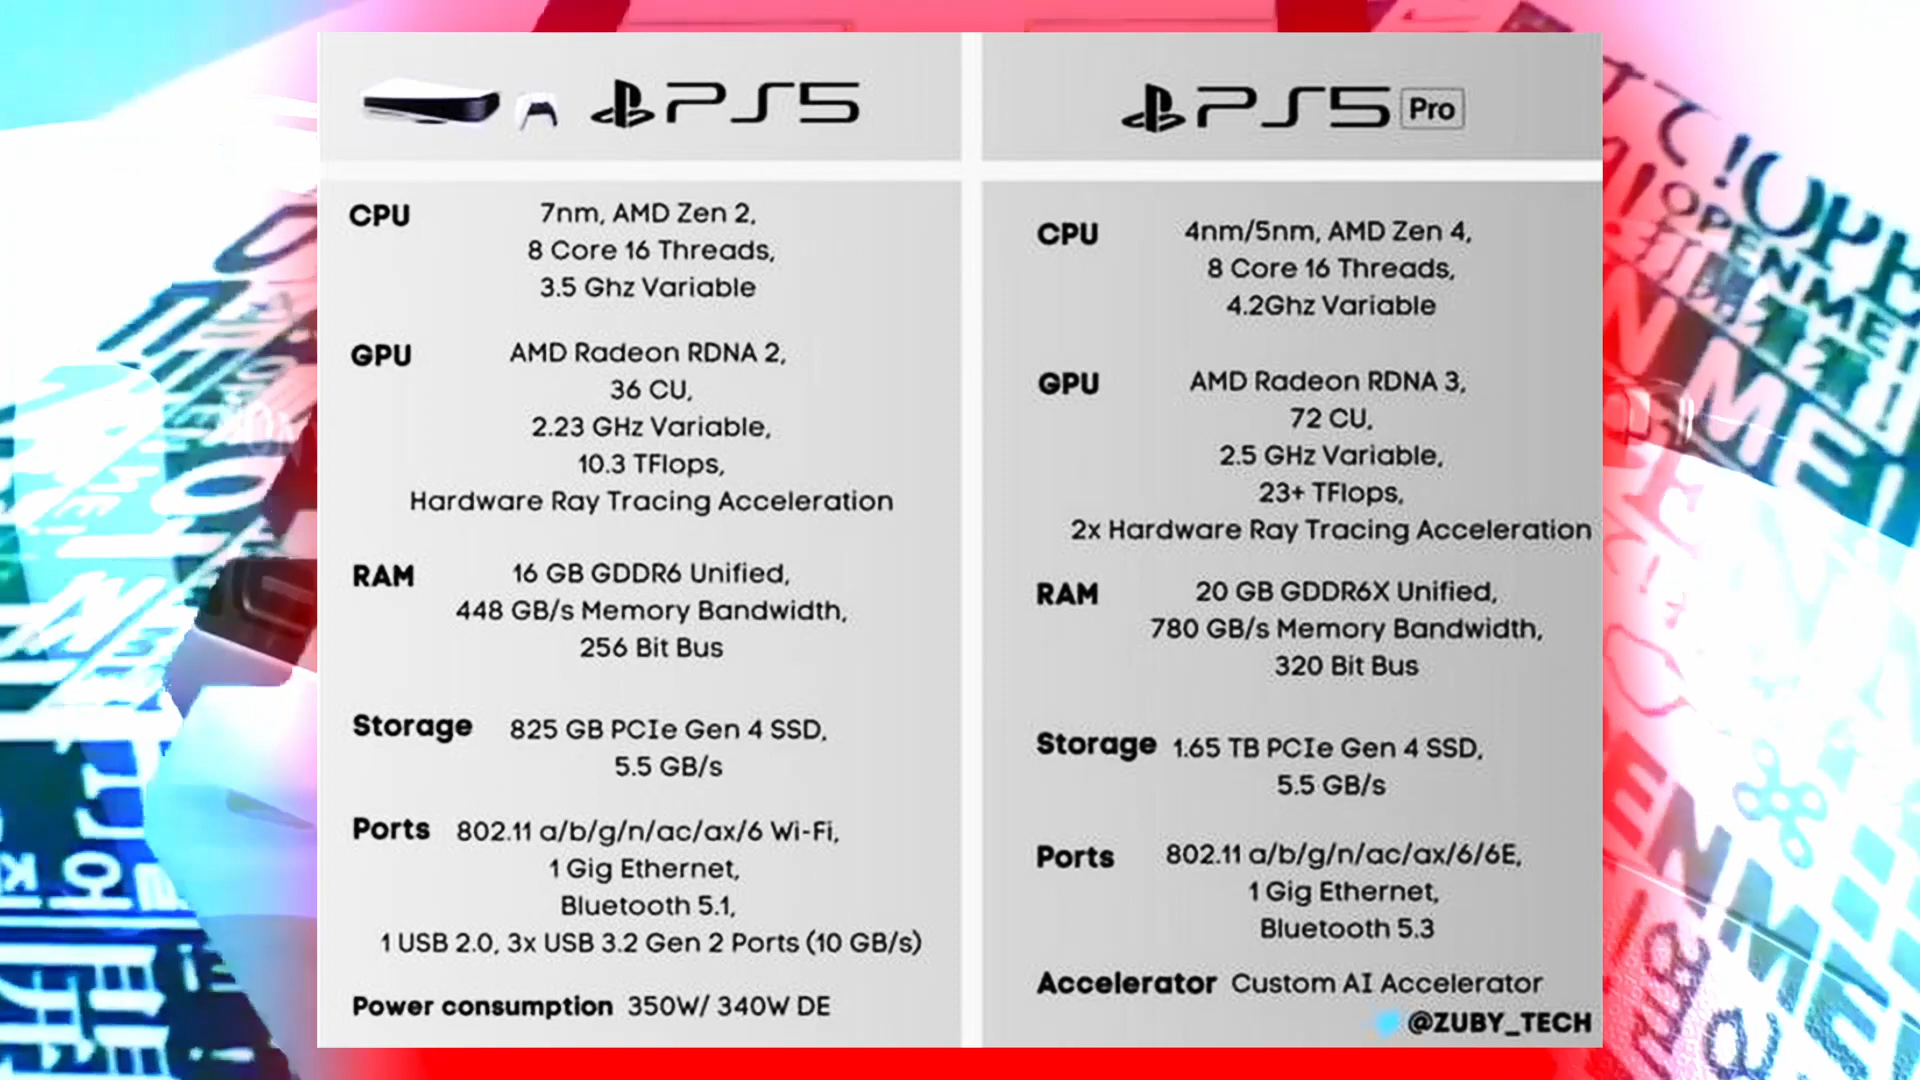 PS5
PS5 Pro
CPU 7nm, AMD Zen 2,
8 Core 16 Threads,
3.5 Ghz Variable
GPU AMD Radeon RDNA 2,
36 CU,
2.23 GHz Variable,
10.3 TFlops,
Hardware Ray Tracing Acceleration
RAM 16 GB GDDR6 Unified,
448 GB/s Memory Bandwidth,
256 Bit Bus
Storage 825 GB PCIe Gen 4 SSD,
5.5 GB/s
Ports 802.11 a/b/g/n/ac/ax/6 Wi-Fi,
1 Gig Ethernet,
Bluetooth 5.1,
1 USB 2.0, 3x USB 3.2 Gen 2 Ports (10 GB/s)
Power consumption 350W/ 340W DE
CPU 4nm/5nm, AMD Zen 4,
8 Core 16 Threads,
4.2Ghz Variable
GPU AMD Radeon RDNA 3,
72 CU,
2.5 GHz Variable,
23+ TFlops,
2x Hardware Ray Tracing Acceleration
RAM 20 GB GDDR6X Unified,
780 GB/s Memory Bandwidth,
320 Bit Bus
Storage 1.65 TB PCIe Gen 4 SSD,
5.5 GB/s
Ports 802.11 a/b/g/n/ac/ax/6/6E,
1 Gig Ethernet,
Bluetooth 5.3
Accelerator Custom AI Accelerator
@ZUBY_TECH